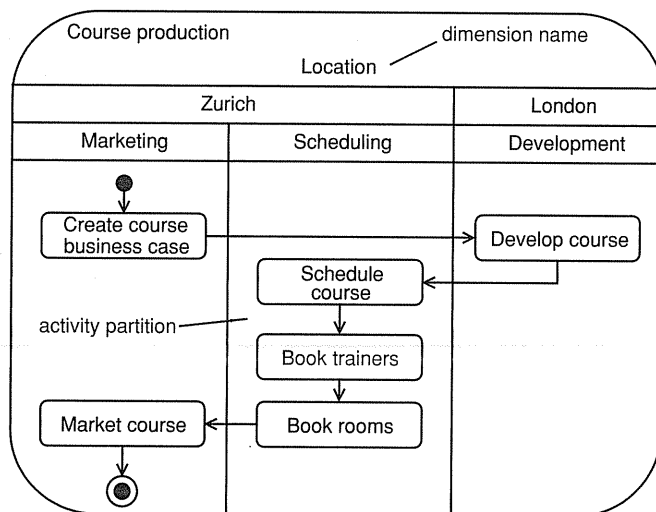 Course production
dimension name
Location
Zurich
London
Marketing
Scheduling
Development
Create course
business case
Develop course
Schedule
course
activity partition
Book trainers
Market course
Book rooms